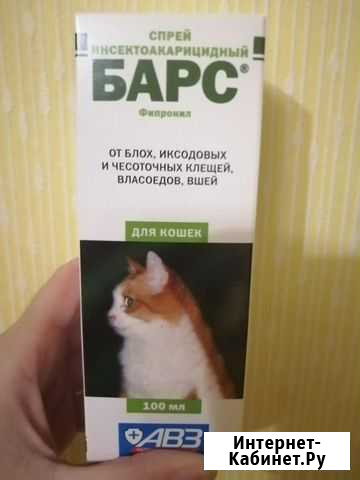 СПРЕЙ
ИНСЕКТОАКАРИЦИДНЫЙ
БАРС®
Фипронил
ОТ БЛОХ, ИКСОДОВЫХ
И ЧЕСОТОЧНЫХ КЛЕЩЕЙ,
ВЛАСОЕДОВ, ВШЕЙ
ДЛЯ КОШЕК
100 мл
АВЗ
Интернет-
Кабинет.Ру